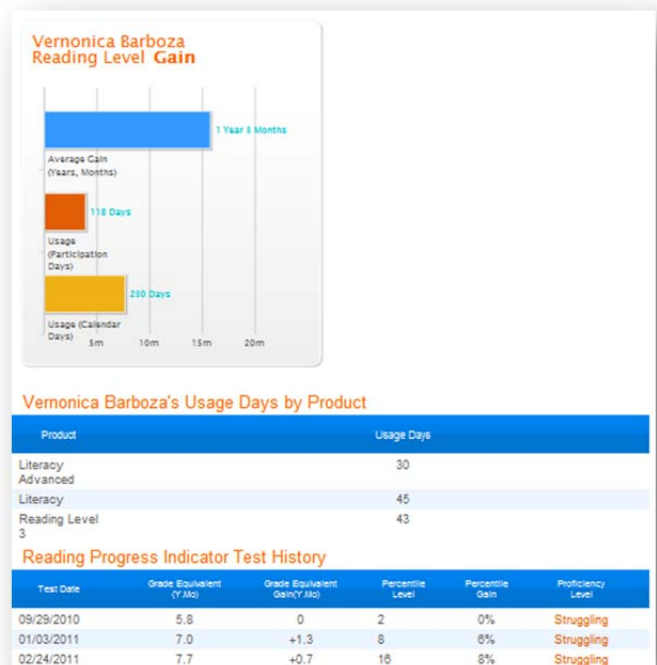 Vernonica Barboza
Reading Level Gain
1 Year 8 Months
Average Gain
(Years, Months)
118 Days
Usage
(Participation
Days)
280 Days
Usage (Calendar
Days)
5m 10m 15m 20m
Vernonica Barboza's Usage Days by Product
Product Usage Days
Literacy
Advanced 30
Literacy 45
Reading Level
3 43
Reading Progress Indicator Test History
Test Date Grade Equivalent (Y.Mo) Grade Equivalent Gain(Y.Mo) Percentile Level Percentile Gain Proficiency Level
09/29/2010 5.8 0 2 0% Struggling
01/03/2011 7.0 +1.3 8 6% Struggling
02/24/2011 7.7 +0.7 16 8% Struggling